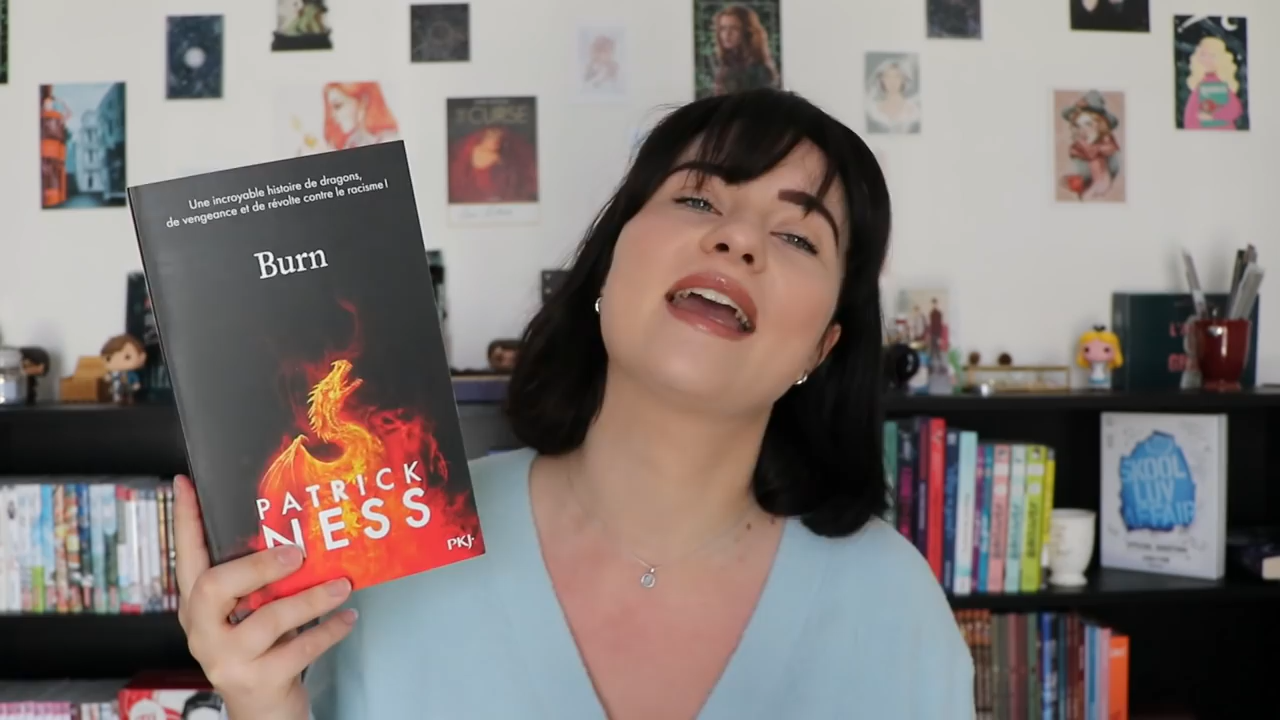 CURSE
Une incroyable histoire de dragons,
de vengeance et de révolte contre le racisme !
Burn
PATRICK
NESS
PKJ.
SKOOL
LUV
AFFAIR